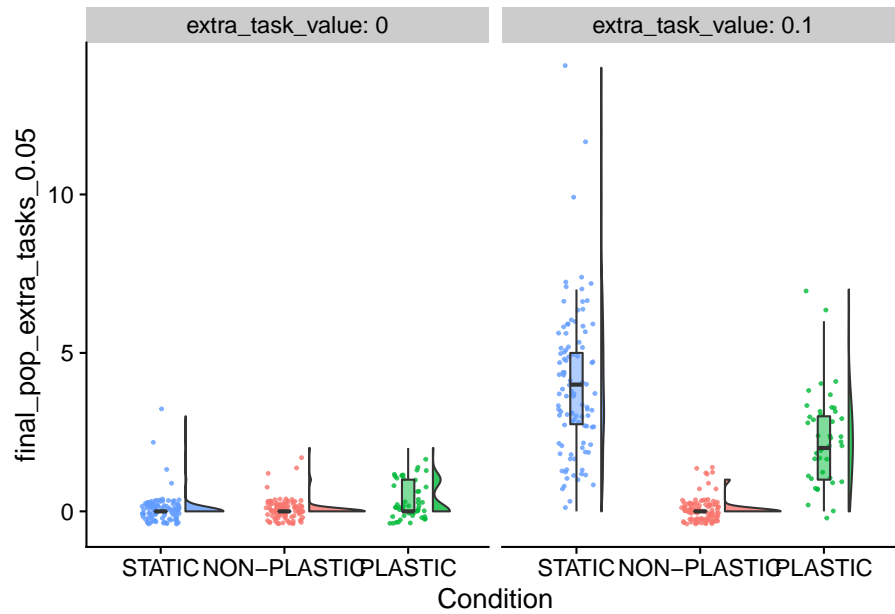 extra_task_value: 0
extra_task_value: 0.1
final_pop_extra_tasks_0.05
10
5
0
STATIC NON−PLASTIC PLASTIC
STATIC NON−PLASTIC PLASTIC
Condition